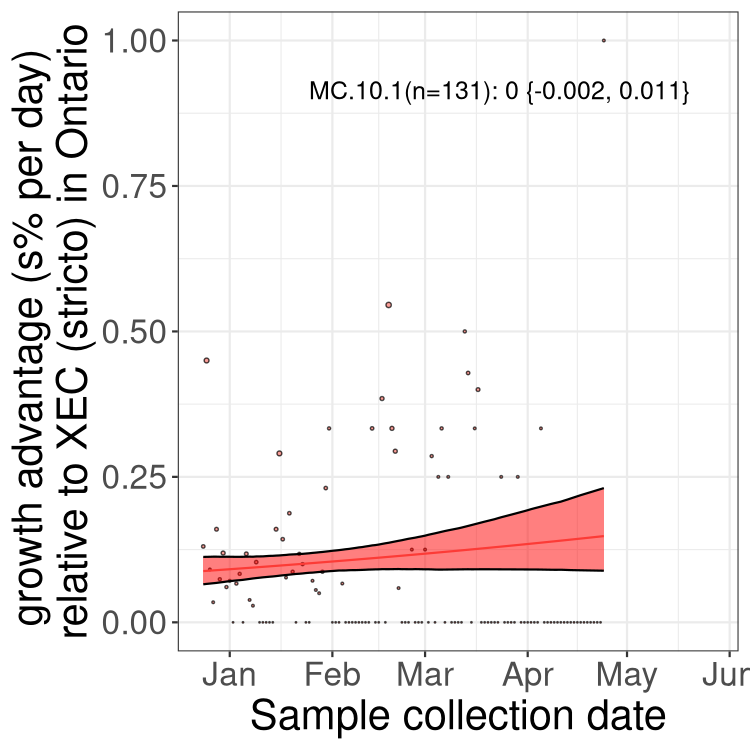 growth advantage (s% per day)
relative to XEC (stricto) in Ontario
1.00
0.75
0.50
0.25
0.00
MC.10.1(n=131): 0 {-0.002, 0.011}
Jan Feb Mar Apr May Jur
Sample collection date